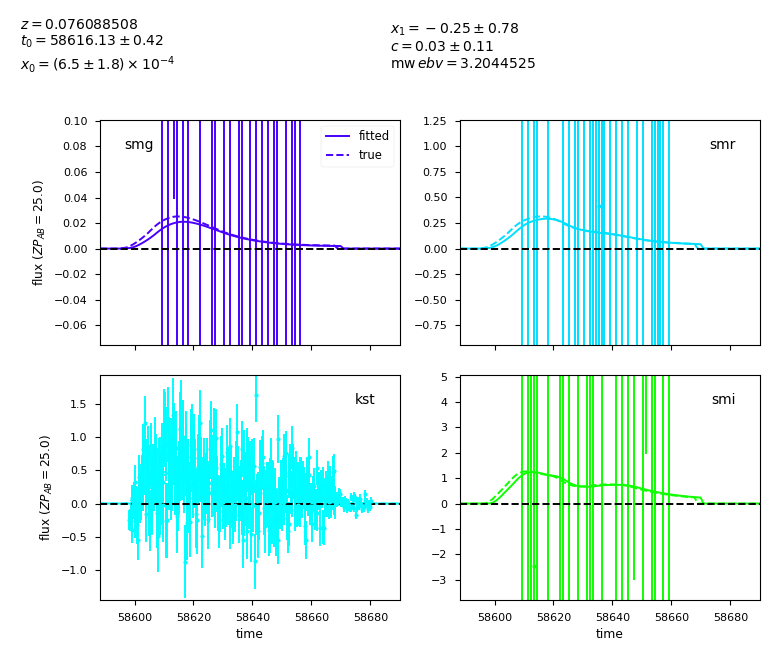 z = 0.076088508
t₀ = 58616.13 ± 0.42
x₀ = (6.5 ± 1.8) × 10⁻⁴
x₁ = −0.25 ± 0.78
c = 0.03 ± 0.11
mw ebv = 3.2044525
0.10
0.08
0.06
0.04
0.02
0.00
−0.02
−0.04
−0.06
flux (ZP_AB = 25.0)
smg
fitted
true
1.25
1.00
0.75
0.50
0.25
0.00
−0.25
−0.50
−0.75
smr
1.5
1.0
0.5
0.0
−0.5
−1.0
flux (ZP_AB = 25.0)
kst
58600 58620 58640 58660 58680
time
5
4
3
2
1
0
−1
−2
−3
smi
58600 58620 58640 58660 58680
time